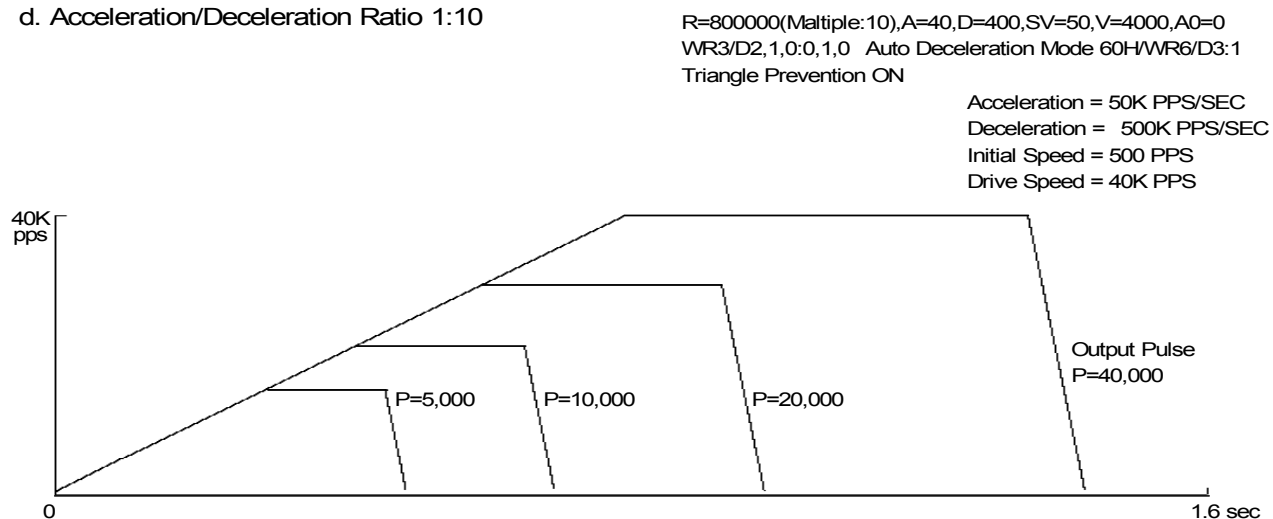 d. Acceleration/Deceleration Ratio 1:10
R=800000(Maltiple:10),A=40,D=400,SV=50,V=4000,A0=0
WR3/D2,1,0:0,1,0 Auto Deceleration Mode 60H/WR6/D3:1
Triangle Prevention ON
Acceleration = 50K PPS/SEC
Deceleration = 500K PPS/SEC
Initial Speed = 500 PPS
Drive Speed = 40K PPS
40K
pps
Output Pulse
P=40,000
P=5,000
P=10,000
P=20,000
0
1.6 sec